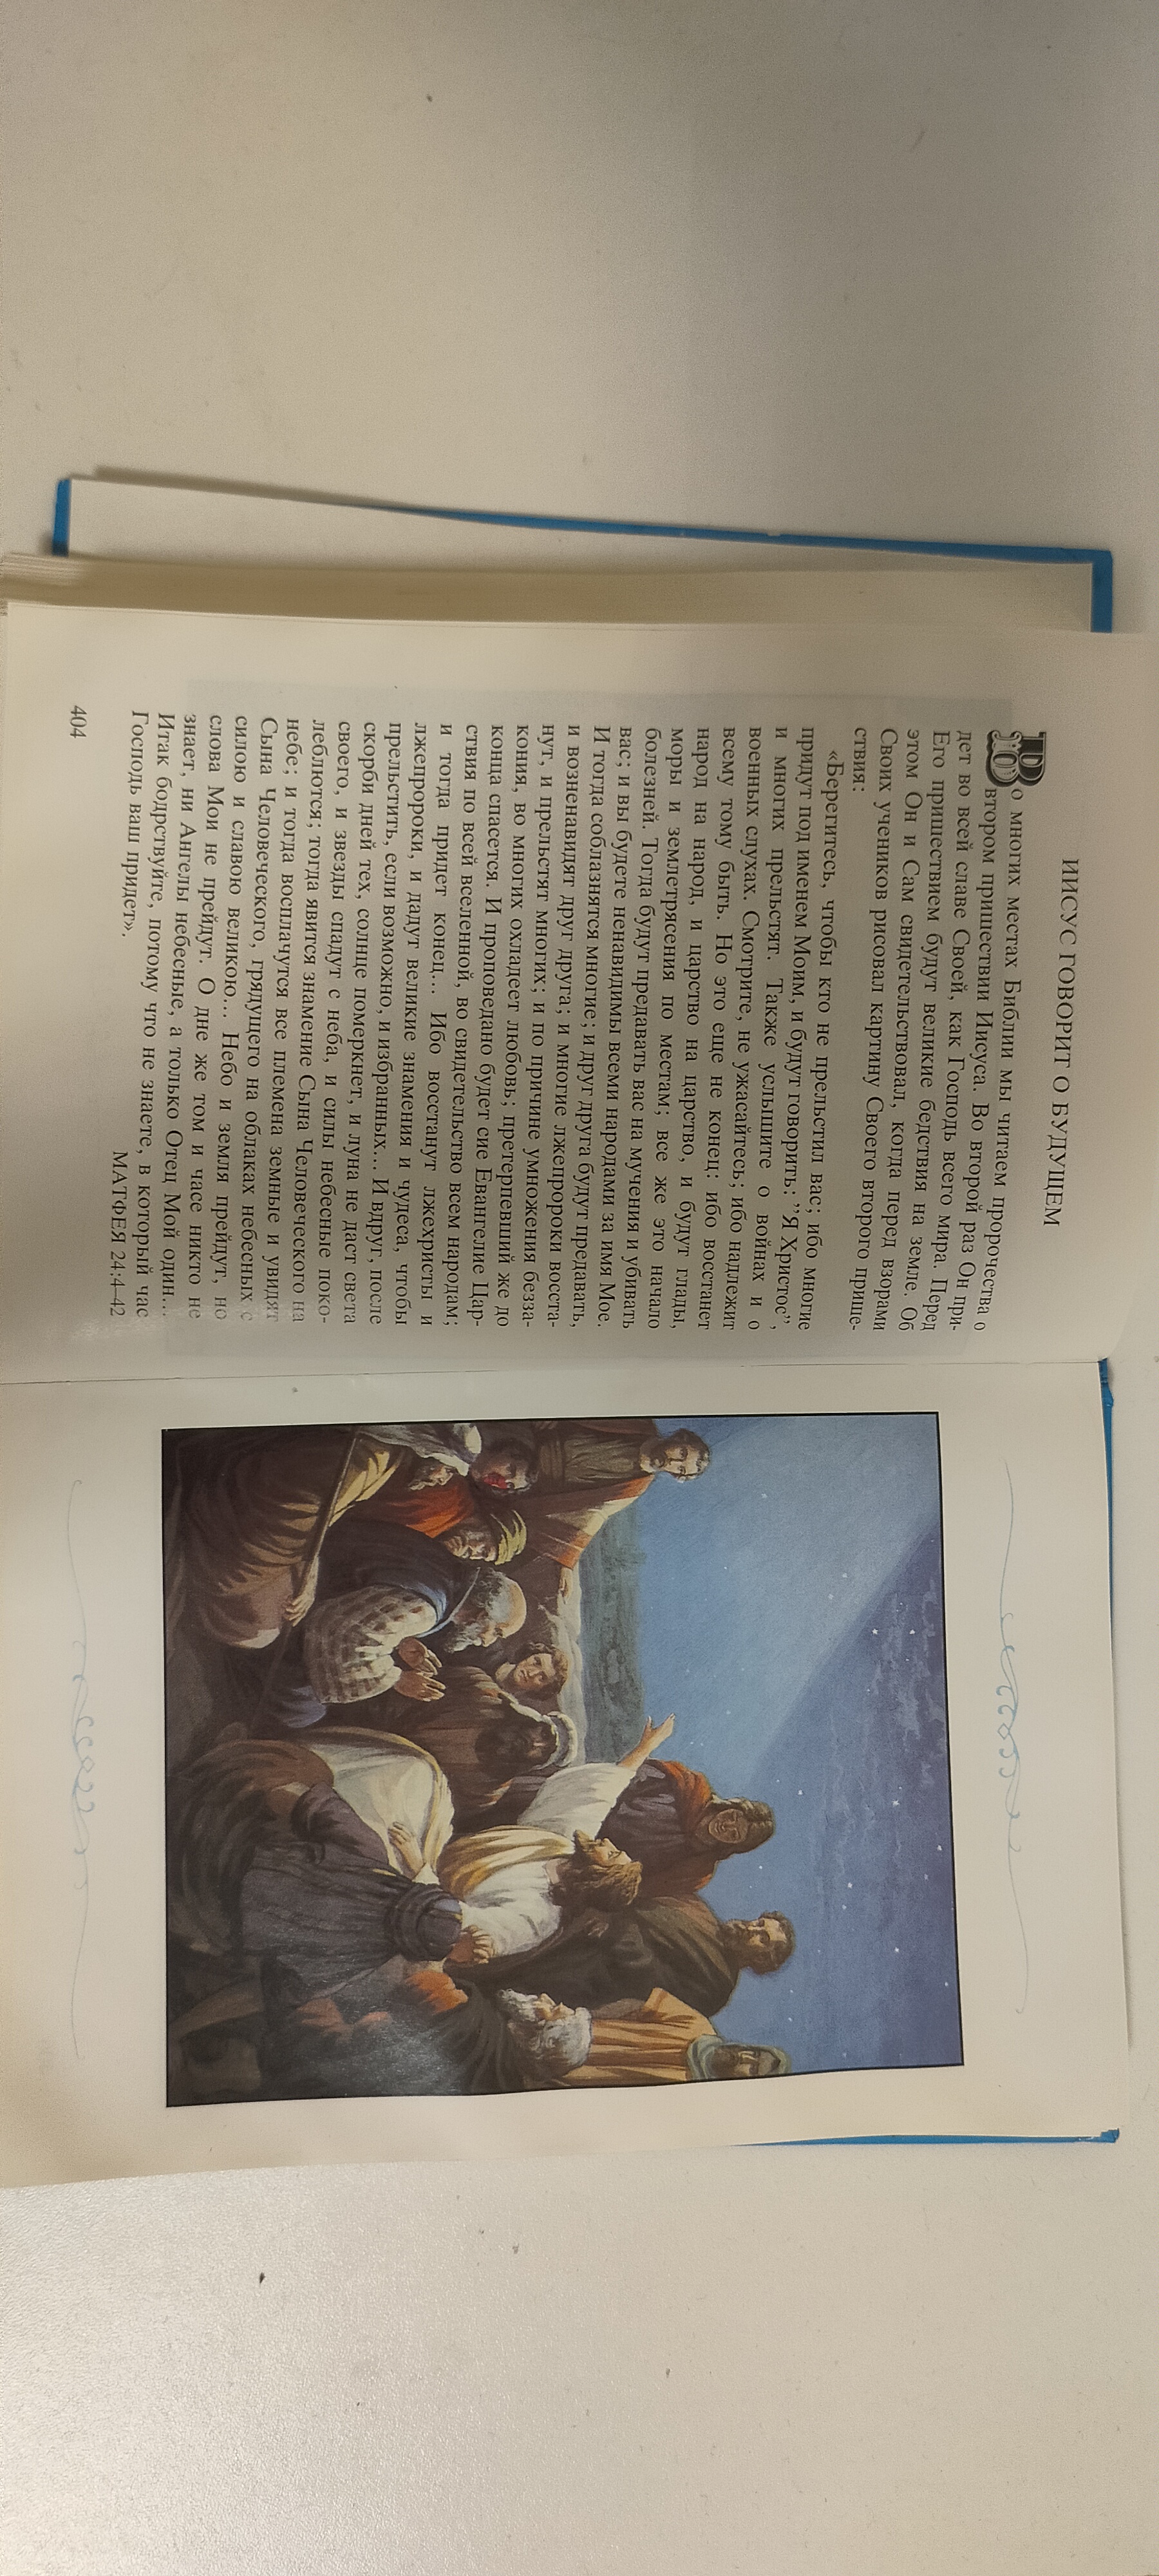 ИИСУС ГОВОРИТ О БУДУЩЕМ
Во многих местах Библии мы читаем пророчества о
втором пришествии Иисуса. Во второй раз Он при-
дет во всей славе Своей, как Господь всего мира. Перед
Его пришествием будут великие бедствия на земле. Об
этом Он и Сам свидетельствовал, когда перед взорами
Своих учеников рисовал картину Своего второго прише-
ствия:
«Берегитесь, чтобы кто не прельстил вас; ибо многие
придут под именем Моим, и будут говорить: ”Я Христос”,
и многих прельстят. Также услышите о войнах и о
военных слухах. Смотрите, не ужасайтесь; ибо надлежит
всему тому быть. Но это еще не конец: ибо восстанет
народ на народ, и царство на царство, и будут глады,
моры и землетрясения по местам; все же это начало
болезней. Тогда будут предавать вас на мучения и убивать
вас; и вы будете ненавидимы всеми народами за имя Мое.
И тогда соблазнятся многие; и друг друга будут предавать,
и возненавидят друг друга; и многие лжепророки восста-
нут, и прельстят многих; и по причине умножения безза-
кония, во многих охладеет любовь; претерпевший же до
конца спасется. И проповедано будет сие Евангелие Цар-
ствия по всей вселенной, во свидетельство всем народам;
и тогда придет конец... Ибо восстанут лжехристы и
лжепророки, и дадут великие знамения и чудеса, чтобы
прельстить, если возможно, и избранных... И вдруг, после
скорби дней тех, солнце померкнет, и луна не даст света
своего, и звезды спадут с неба, и силы небесные поко-
леблются; тогда явится знамение Сына Человеческого на
небе; и тогда восплачутся все племена земные и увидят
Сына Человеческого, грядущего на облаках небесных с
силою и славою великою... Небо и земля прейдут, но
слова Мои не прейдут. О дне же том и часе никто не
знает, ни Ангелы небесные, а только Отец Мой один...
Итак бодрствуйте, потому что не знаете, в который час
Господь ваш придет».
МАТФЕЯ 24:4–42
404